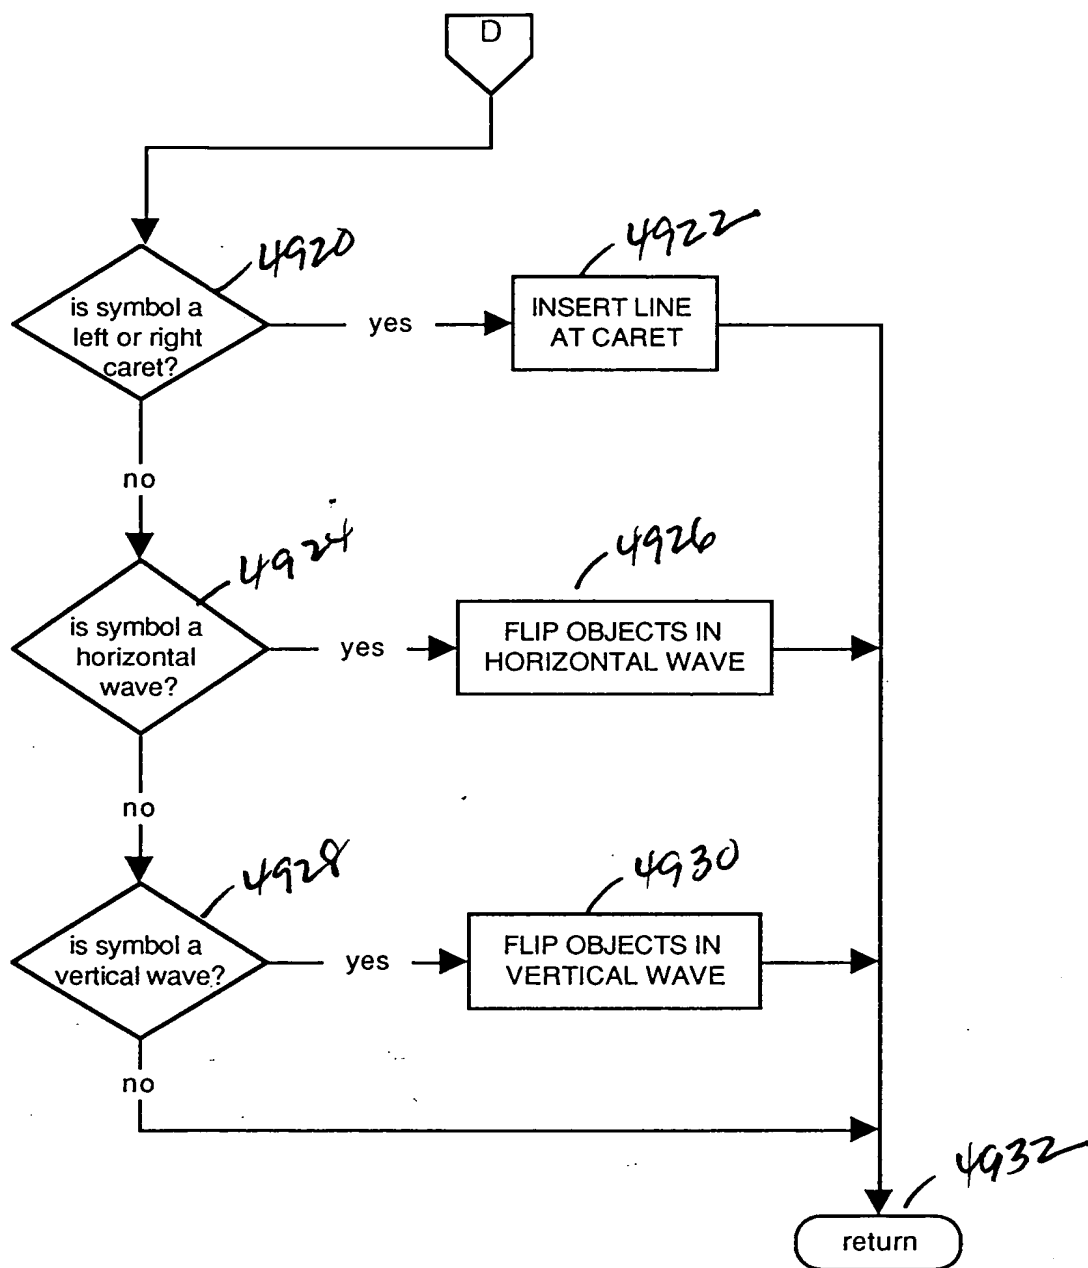 D
4920
is symbol a
left or right
caret?
yes
4922
INSERT LINE
AT CARET
no
4924
is symbol a
horizontal
wave?
yes
4926
FLIP OBJECTS IN
HORIZONTAL WAVE
no
4928
is symbol a
vertical wave?
yes
4930
FLIP OBJECTS IN
VERTICAL WAVE
no
4932
return